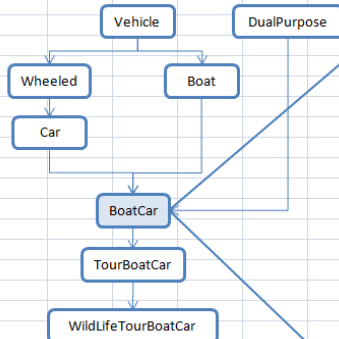 Vehicle
DualPurpose
Wheeled
Boat
Car
BoatCar
TourBoatCar
WildLifeTourBoatCar